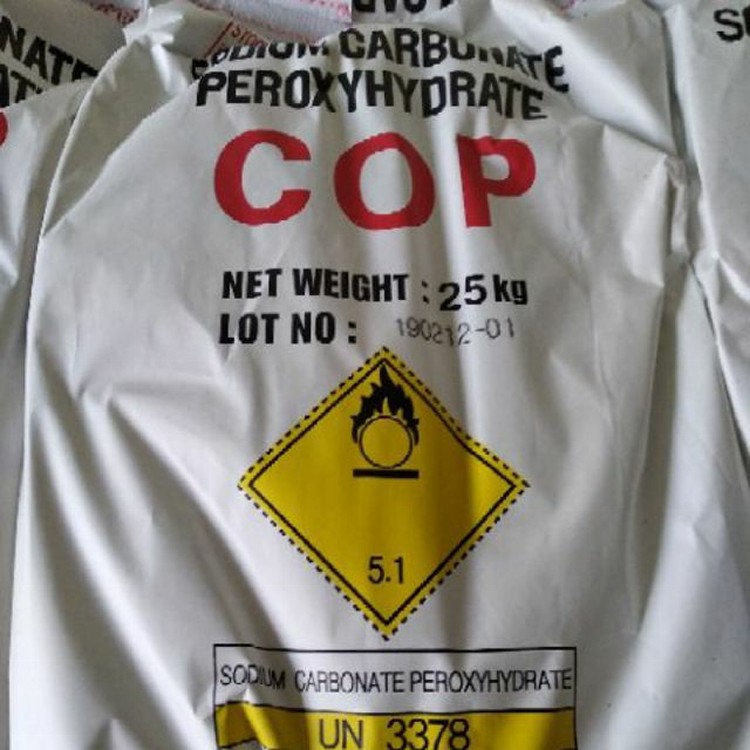 SODIUM CARBONATE
PEROXYHYDRATE
COP
NET WEIGHT : 25 kg
LOT NO : 190212-01
5.1
SODIUM CARBONATE PEROXYHYDRATE
UN 3378